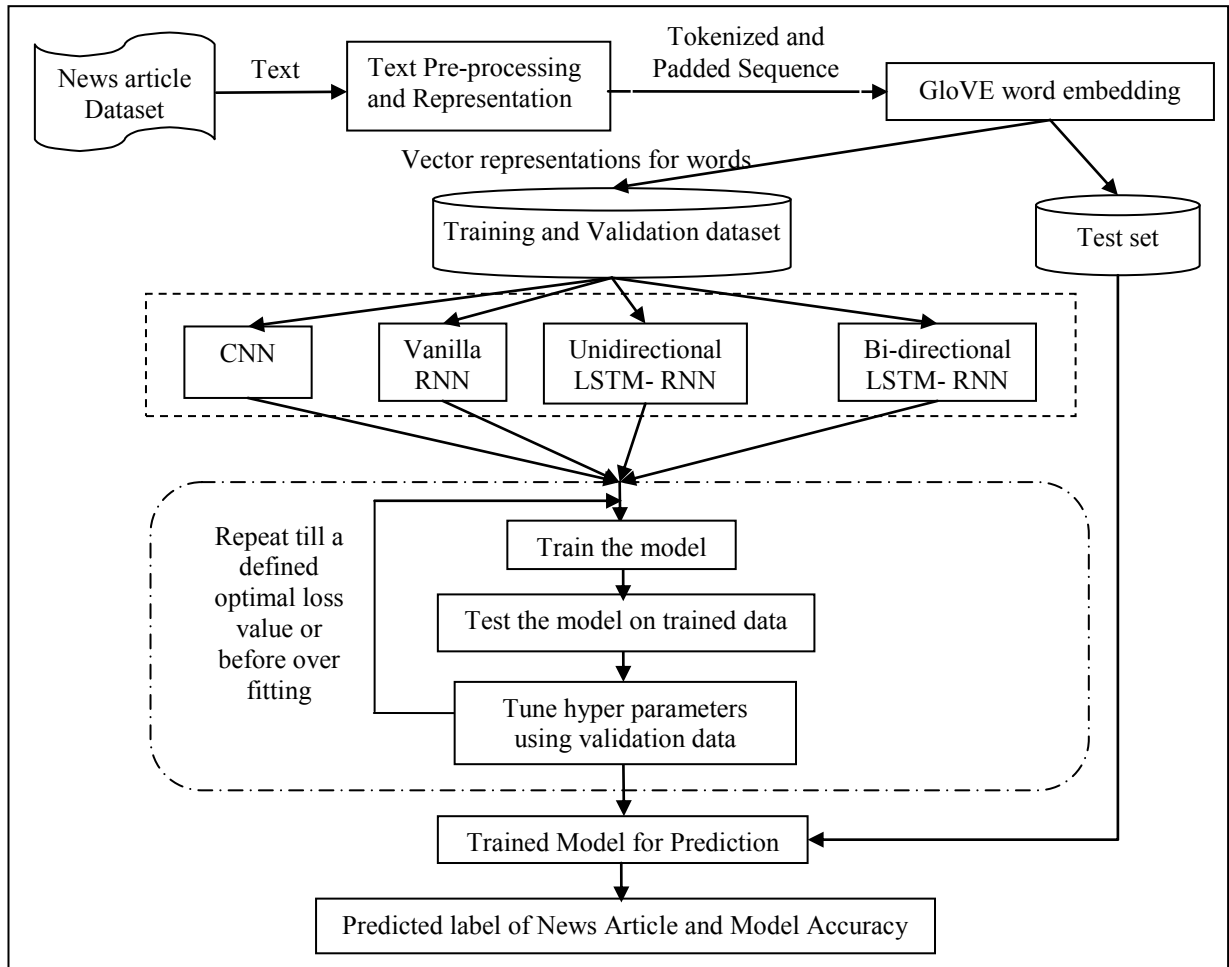 News article
Dataset
Text
Text Pre-processing
and Representation
Tokenized and
Padded Sequence
GloVE word embedding
Vector representations for words
Training and Validation dataset
Test set
CNN
Vanilla
RNN
Unidirectional
LSTM- RNN
Bi-directional
LSTM- RNN
Repeat till a
defined
optimal loss
value or
before over
fitting
Train the model
Test the model on trained data
Tune hyper parameters
using validation data
Trained Model for Prediction
Predicted label of News Article and Model Accuracy